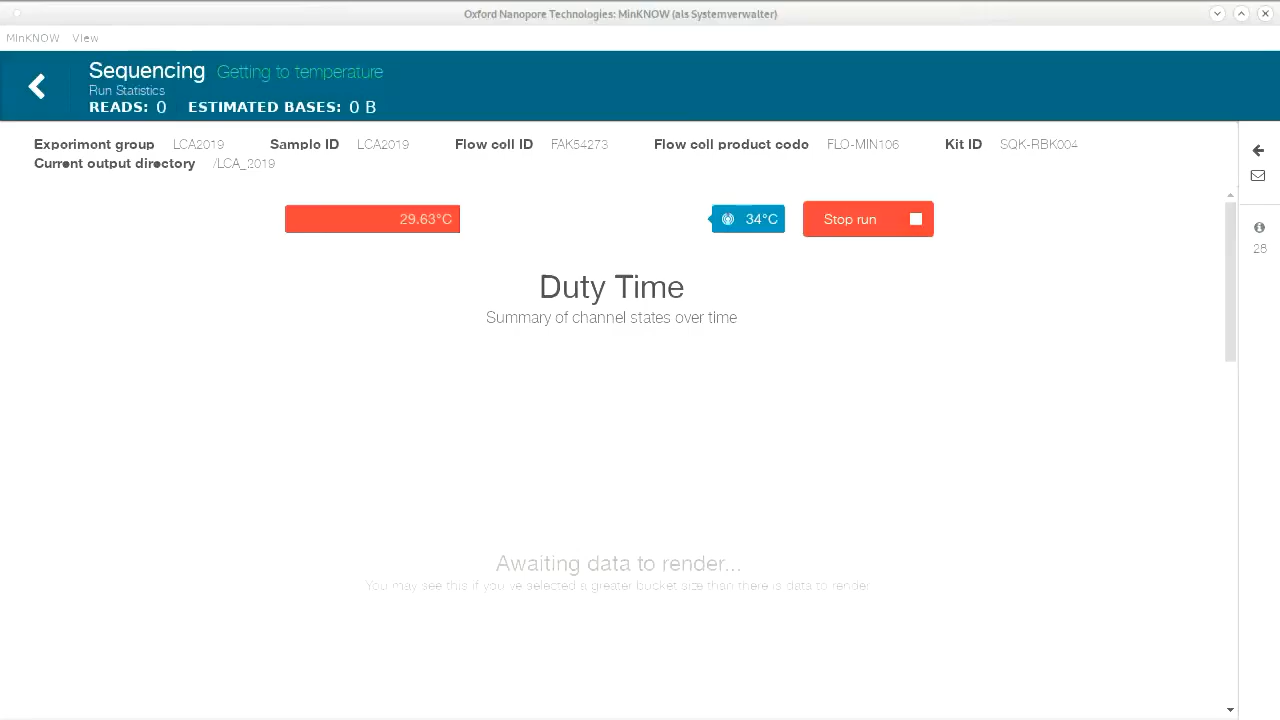 Oxford Nanopore Technologies: MinKNOW (als Systemverwalter)
MinKNOW View
Sequencing Getting to temperature
Run Statistics
READS: 0 ESTIMATED BASES: 0 B
Experiment group LCA2019 Sample ID LCA2019 Flow cell ID FAK54273 Flow cell product code FLO-MIN106 Kit ID SQK-RBK004
Current output directory /LCA_2019
29.63°C 34°C Stop run
26
Duty Time
Summary of channel states over time
Awaiting data to render...
You may see this if you've selected a greater bucket size than there is data to render